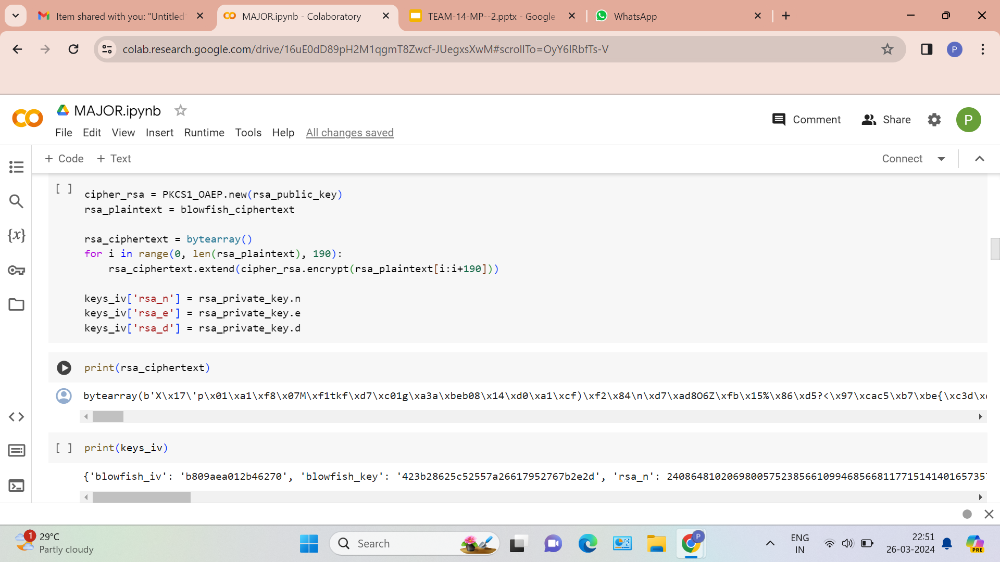 Item shared with you: "Untitled
MAJOR.ipynb - Colaboratory
TEAM-14-MP--2.pptx - Google
WhatsApp
colab.research.google.com/drive/16uE0dD89pH2M1qgmT8Zwcf-JUegxsXwM#scrollTo=OyY6lRbfTs-V
P
MAJOR.ipynb
Comment
Share
P
File Edit View Insert Runtime Tools Help All changes saved
+ Code + Text
Connect
[ ]
cipher_rsa = PKCS1_OAEP.new(rsa_public_key)
rsa_plaintext = blowfish_ciphertext
rsa_ciphertext = bytearray()
for i in range(0, len(rsa_plaintext), 190):
    rsa_ciphertext.extend(cipher_rsa.encrypt(rsa_plaintext[i:i+190]))
keys_iv['rsa_n'] = rsa_private_key.n
keys_iv['rsa_e'] = rsa_private_key.e
keys_iv['rsa_d'] = rsa_private_key.d
{x}
print(rsa_ciphertext)
bytearray(b'X\x17\'p\x01\xa1\xf8\x07M\xf1tkf\xd7\xc01g\xa3a\xbeb08\x14\xd0\xa1\xcf)\xf2\x84\n\xd7\xad8O6Z\xfb\x15%\x86\xd5?<\x97\xcac5\xb7\xbe{\xc3d\x
[ ] print(keys_iv)
{'blowfish_iv': 'b809aea012b46270', 'blowfish_key': '423b28625c52557a26617952767b2e2d', 'rsa_n': 24086481020698005752385661099468566811771514140165735
1
29°C
Partly cloudy
Search
P
ENG
IN
22:51
26-03-2024
PRE